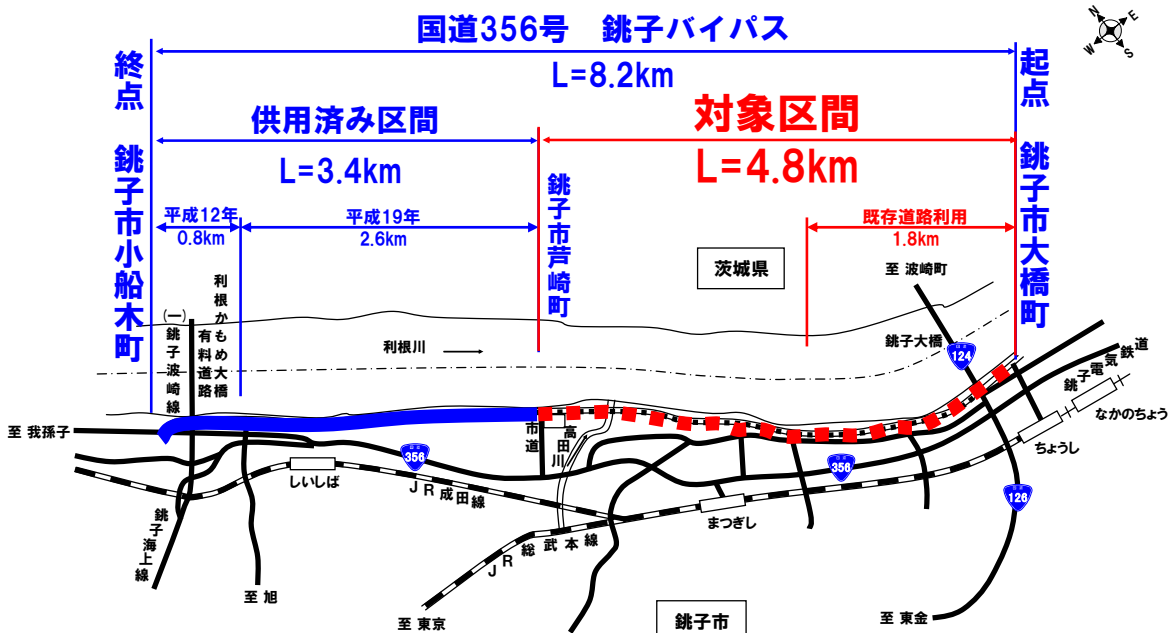 国道356号　銚子バイパス
L=8.2km
終点　銚子市小船木町
起点　銚子市大橋町
供用済み区間
L=3.4km
対象区間
L=4.8km
平成12年
0.8km
平成19年
2.6km
銚子市芦崎町
既存道路利用
1.8km
N
E
W
S
茨城県
至 波崎町
(一)銚子波崎線
利根かもめ大橋
有料道路
利根川
銚子大橋
国道
124
銚子電気鉄道
なかのちょう
ちょうし
至 我孫子
市道
高田川
国道
356
国道
356
しいしば
JR成田線
まつぎし
国道
126
銚子海上線
JR総武本線
至 旭
至 東京
銚子市
至 東金